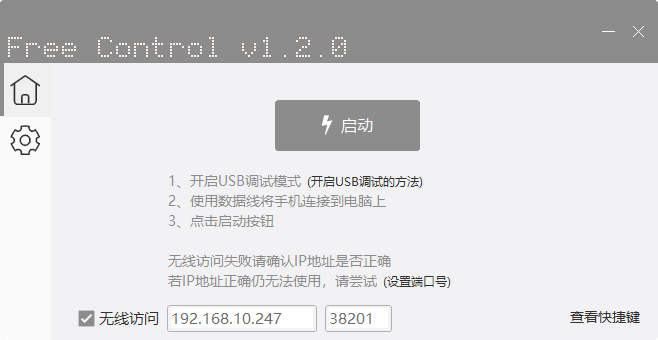 Free Control v1.2.0
启动
1、开启USB调试模式 (开启USB调试的方法)
2、使用数据线将手机连接到电脑上
3、点击启动按钮
无线访问失败请确认IP地址是否正确
若IP地址正确仍无法使用，请尝试 (设置端口号)
无线访问 192.168.10.247 38201 查看快捷键